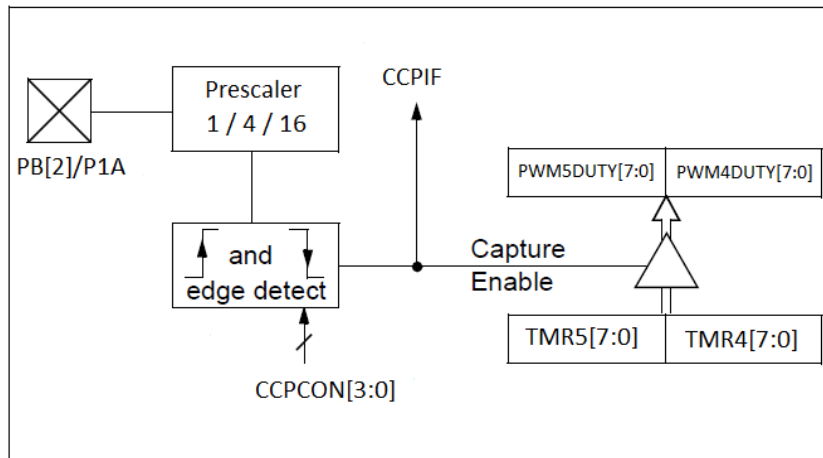 CCPIF
Prescaler
1 / 4 / 16
PB[2]/P1A
PWM5DUTY[7:0] PWM4DUTY[7:0]
and
edge detect
Capture
Enable
TMR5[7:0] TMR4[7:0]
CCPCON[3:0]